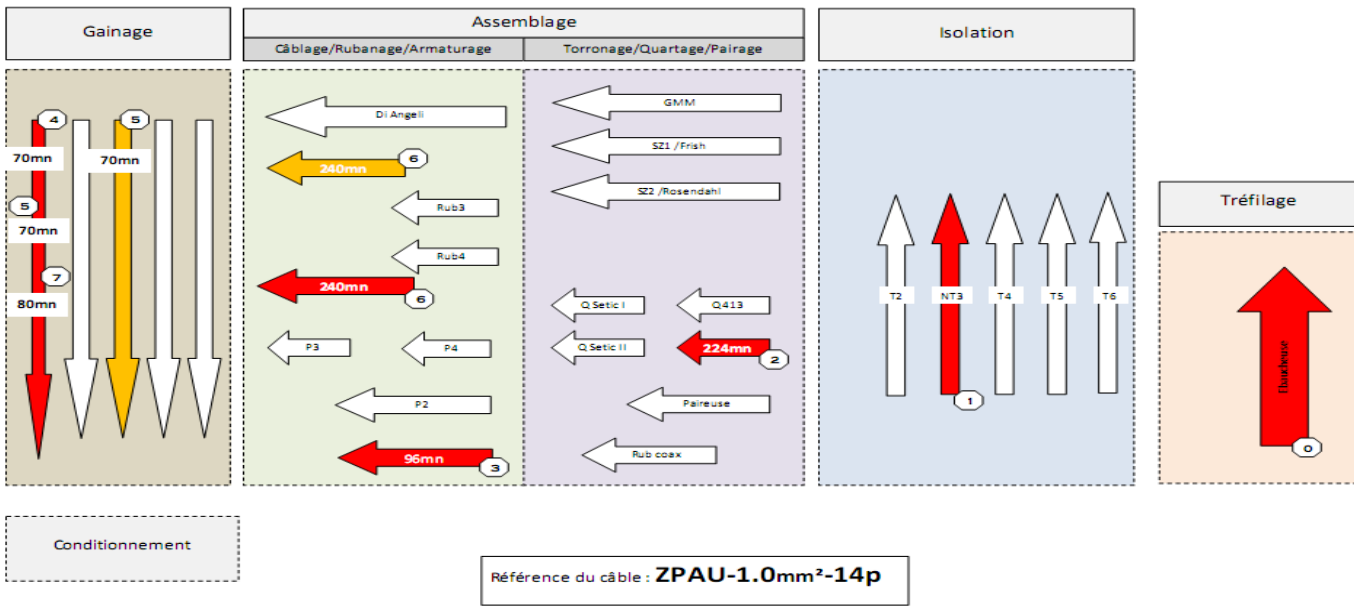 Gainage
Assemblage
Câblage/Rubanage/Armaturage
Torronage/Quartage/Pairage
Isolation
Tréfilage
4
5
70mn
70mn
5
70mn
7
80mn
Di Angeli
6
240mn
Rub3
Rub4
240mn
6
P3
P4
P2
96mn
3
GMM
SZ1 /Frish
SZ2 /Rosendahl
Q Setic I
Q413
Q Setic II
224mn
2
Paireuse
Rub coax
T2
NT3
T4
T5
T6
1
Ebaucheuse
0
Conditionnement
Référence du câble : ZPAU-1.0mm²-14p